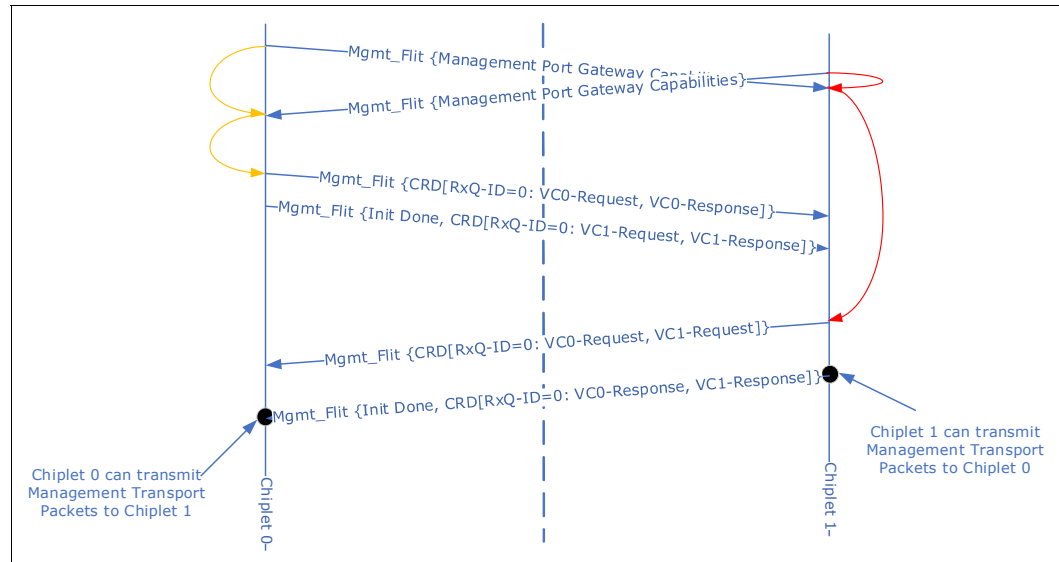 Mgmt_Flit {Management Port Gateway Capabilities}
Mgmt_Flit {Management Port Gateway Capabilities}
Mgmt_Flit {CRD[RxQ-ID=0: VC0-Request, VC0-Response]}
Mgmt_Flit {Init Done, CRD[RxQ-ID=0: VC1-Request, VC1-Response]}
Mgmt_Flit {CRD[RxQ-ID=0: VC0-Request, VC1-Request]}
Mgmt_Flit {Init Done, CRD[RxQ-ID=0: VC0-Response, VC1-Response]}
Chiplet 0 can transmit
Management Transport
Packets to Chiplet 1
Chiplet 0
Chiplet 1
Chiplet 1 can transmit
Management Transport
Packets to Chiplet 0